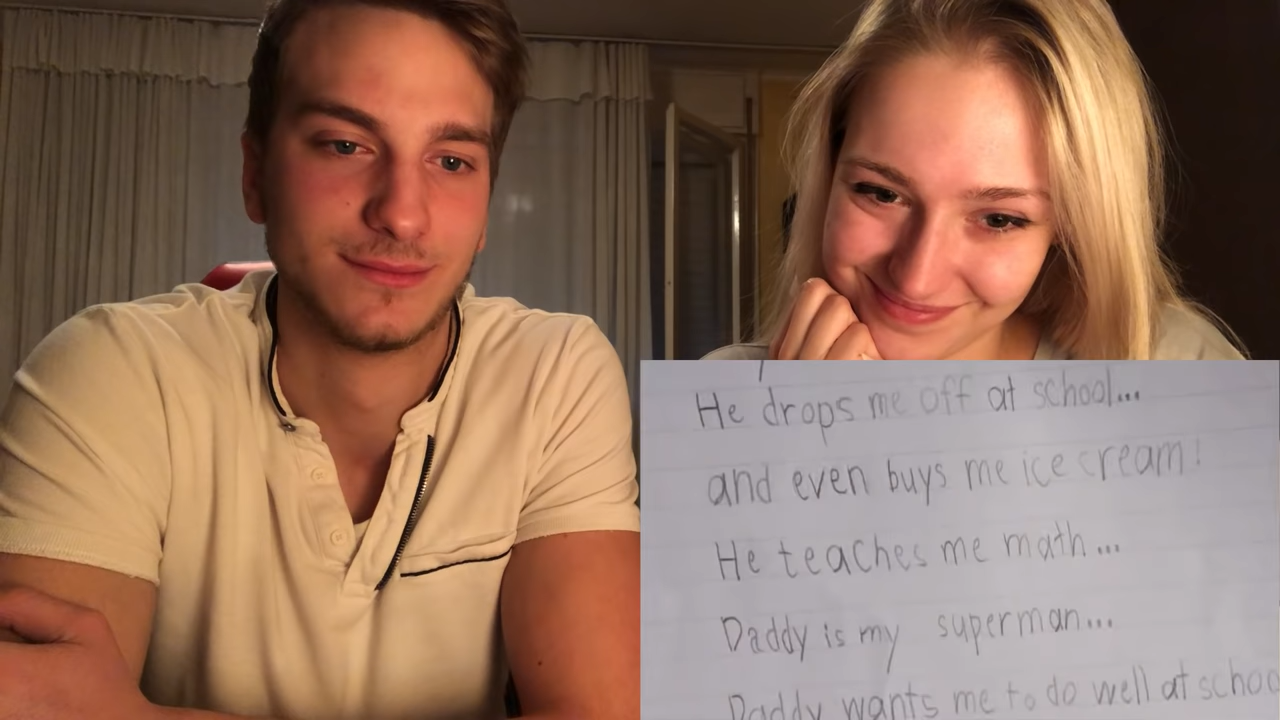 He drops me off at school...
and even buys me ice cream!
He teaches me math...
Daddy is my superman...
Daddy wants me to do well at schoo